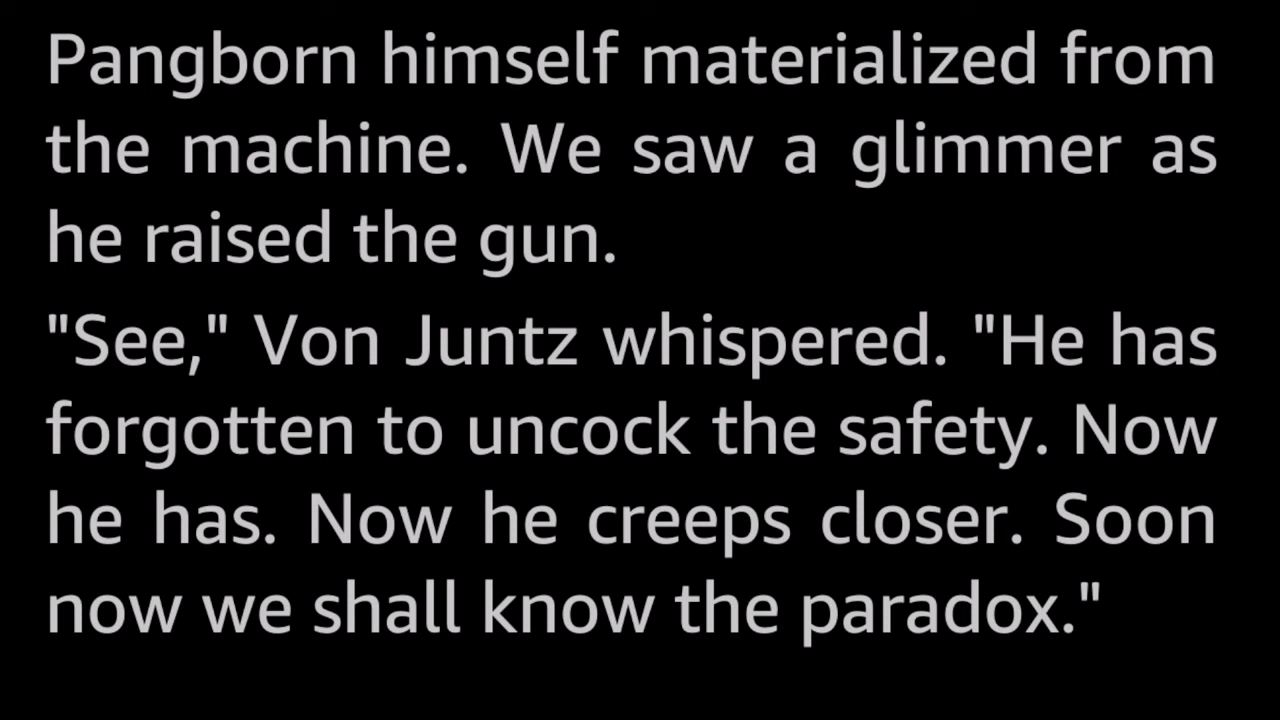 Pangborn himself materialized from
the machine. We saw a glimmer as
he raised the gun.
"See," Von Juntz whispered. "He has
forgotten to uncock the safety. Now
he has. Now he creeps closer. Soon
now we shall know the paradox."